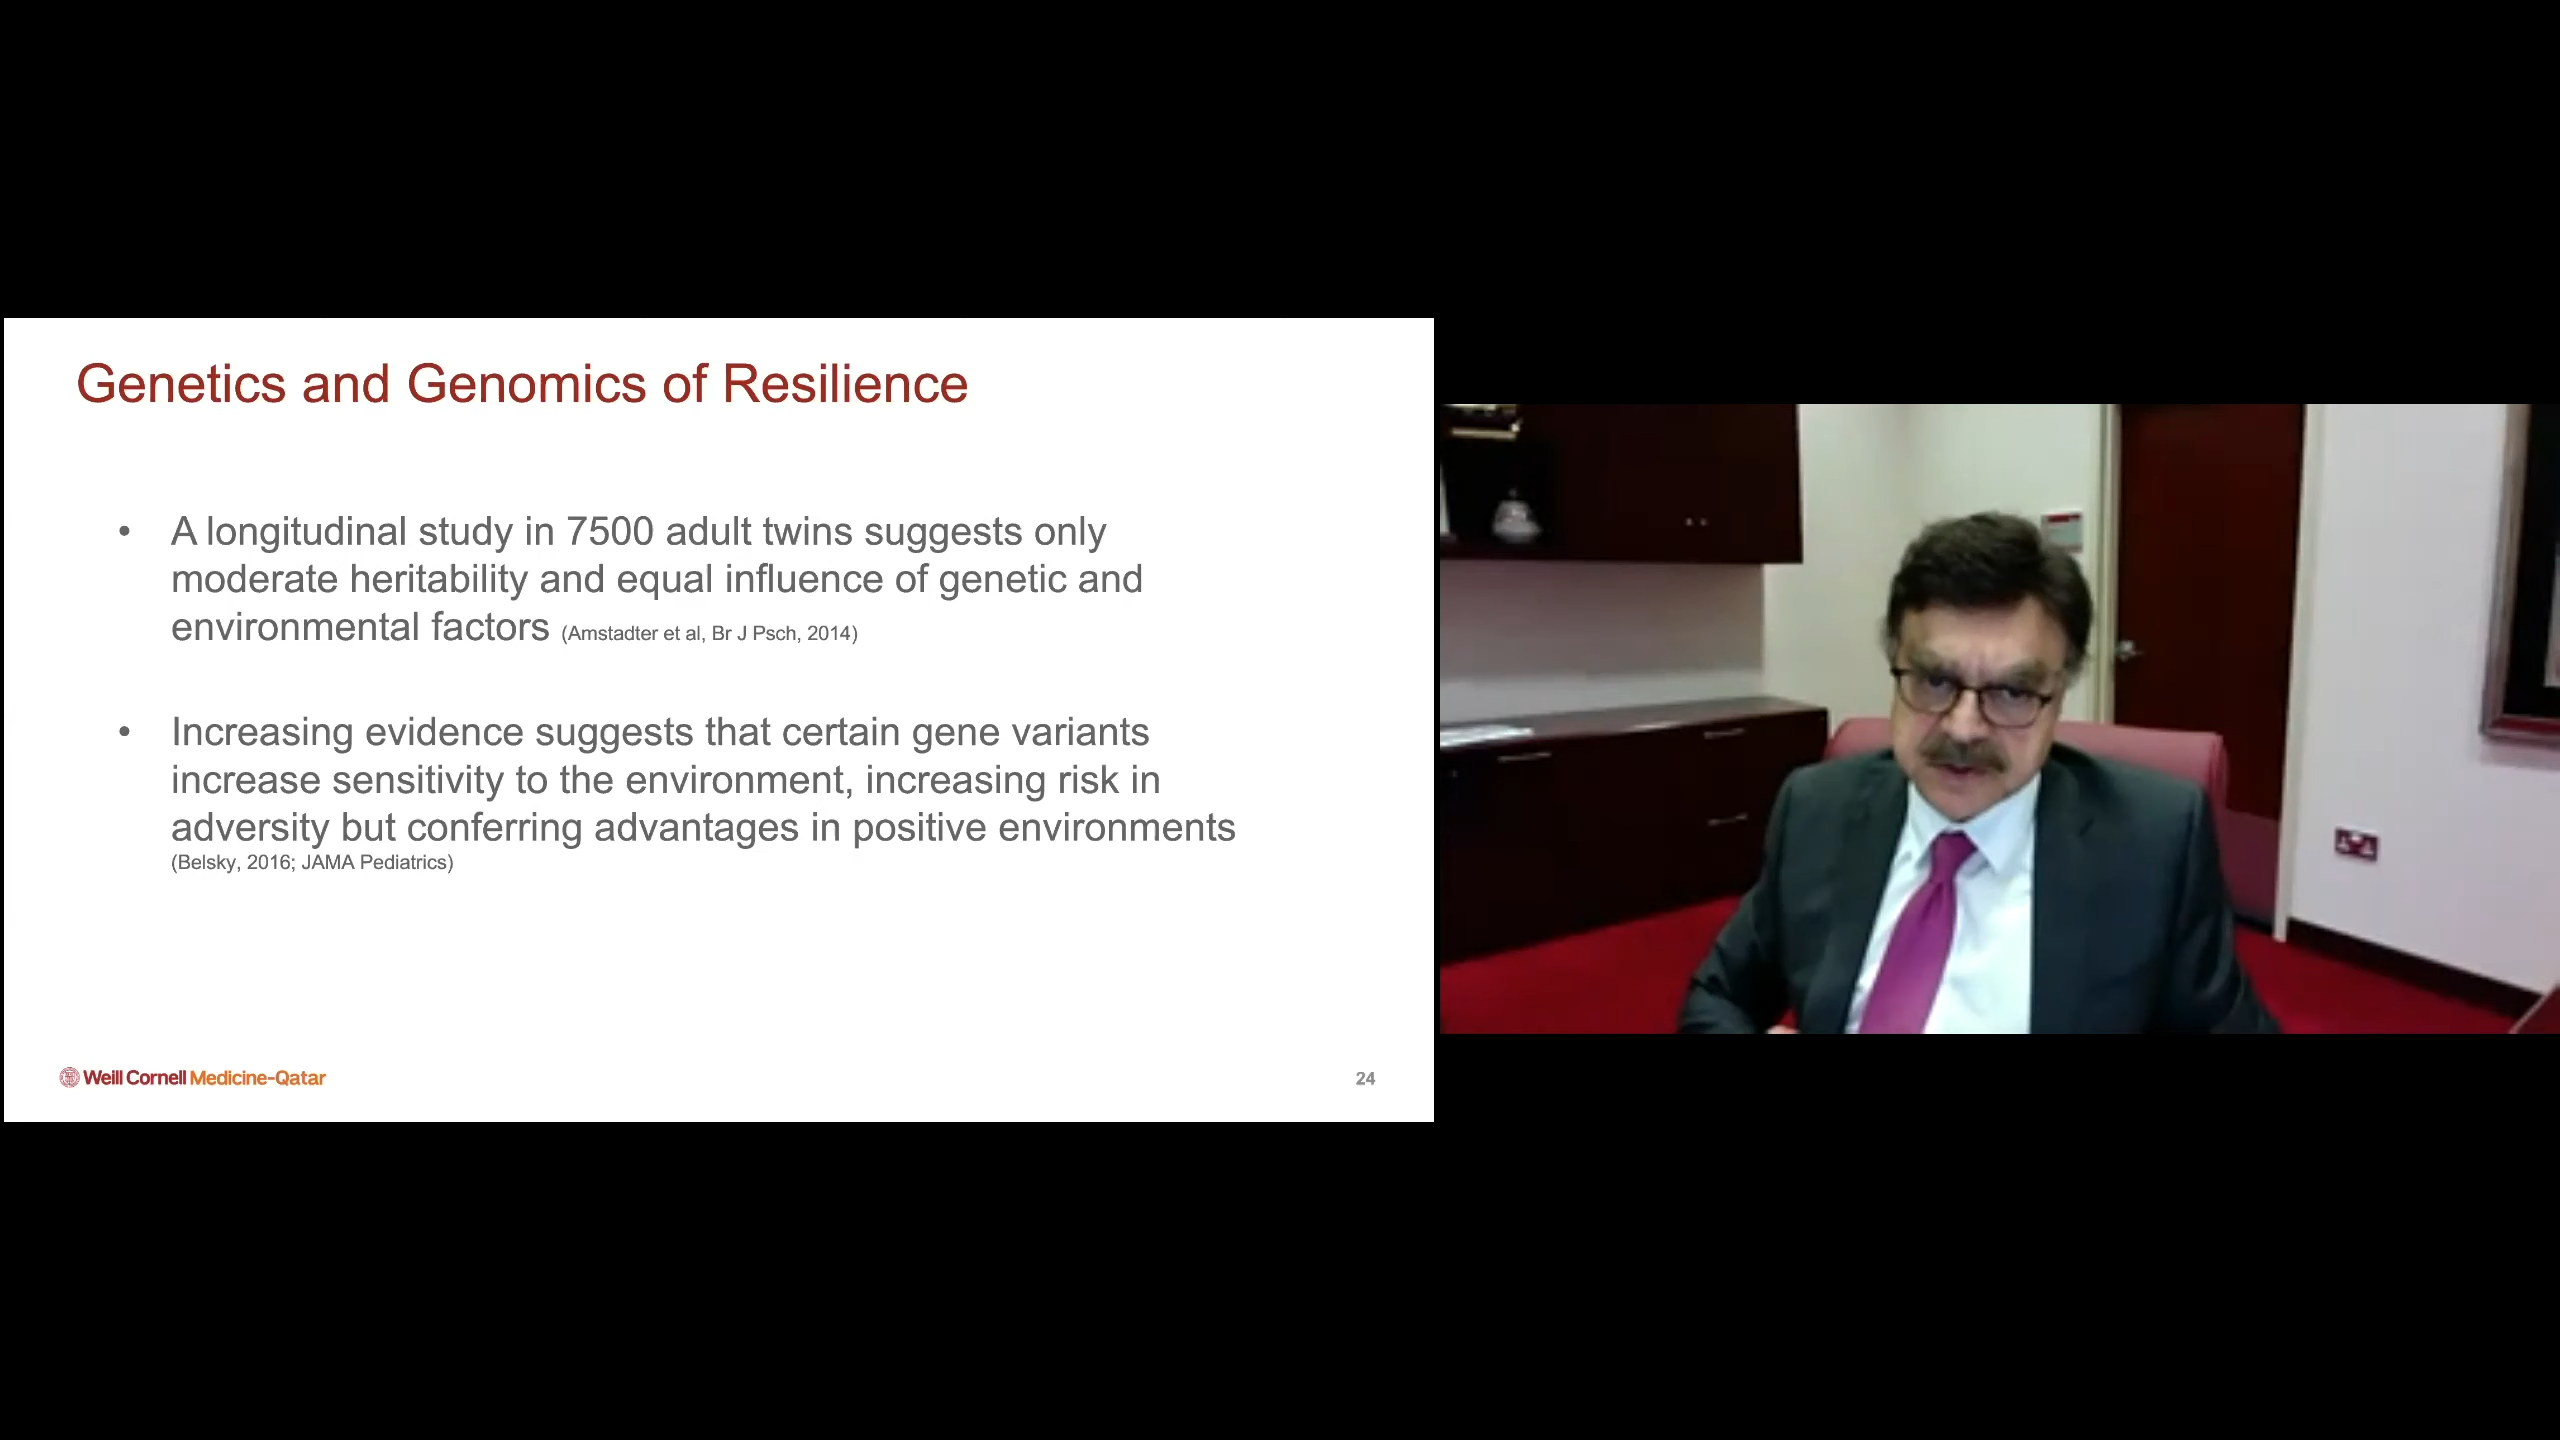 Genetics and Genomics of Resilience
• A longitudinal study in 7500 adult twins suggests only
moderate heritability and equal influence of genetic and
environmental factors (Amstadter et al, Br J Psch, 2014)
• Increasing evidence suggests that certain gene variants
increase sensitivity to the environment, increasing risk in
adversity but conferring advantages in positive environments
(Belsky, 2016; JAMA Pediatrics)
Weill Cornell Medicine-Qatar
24